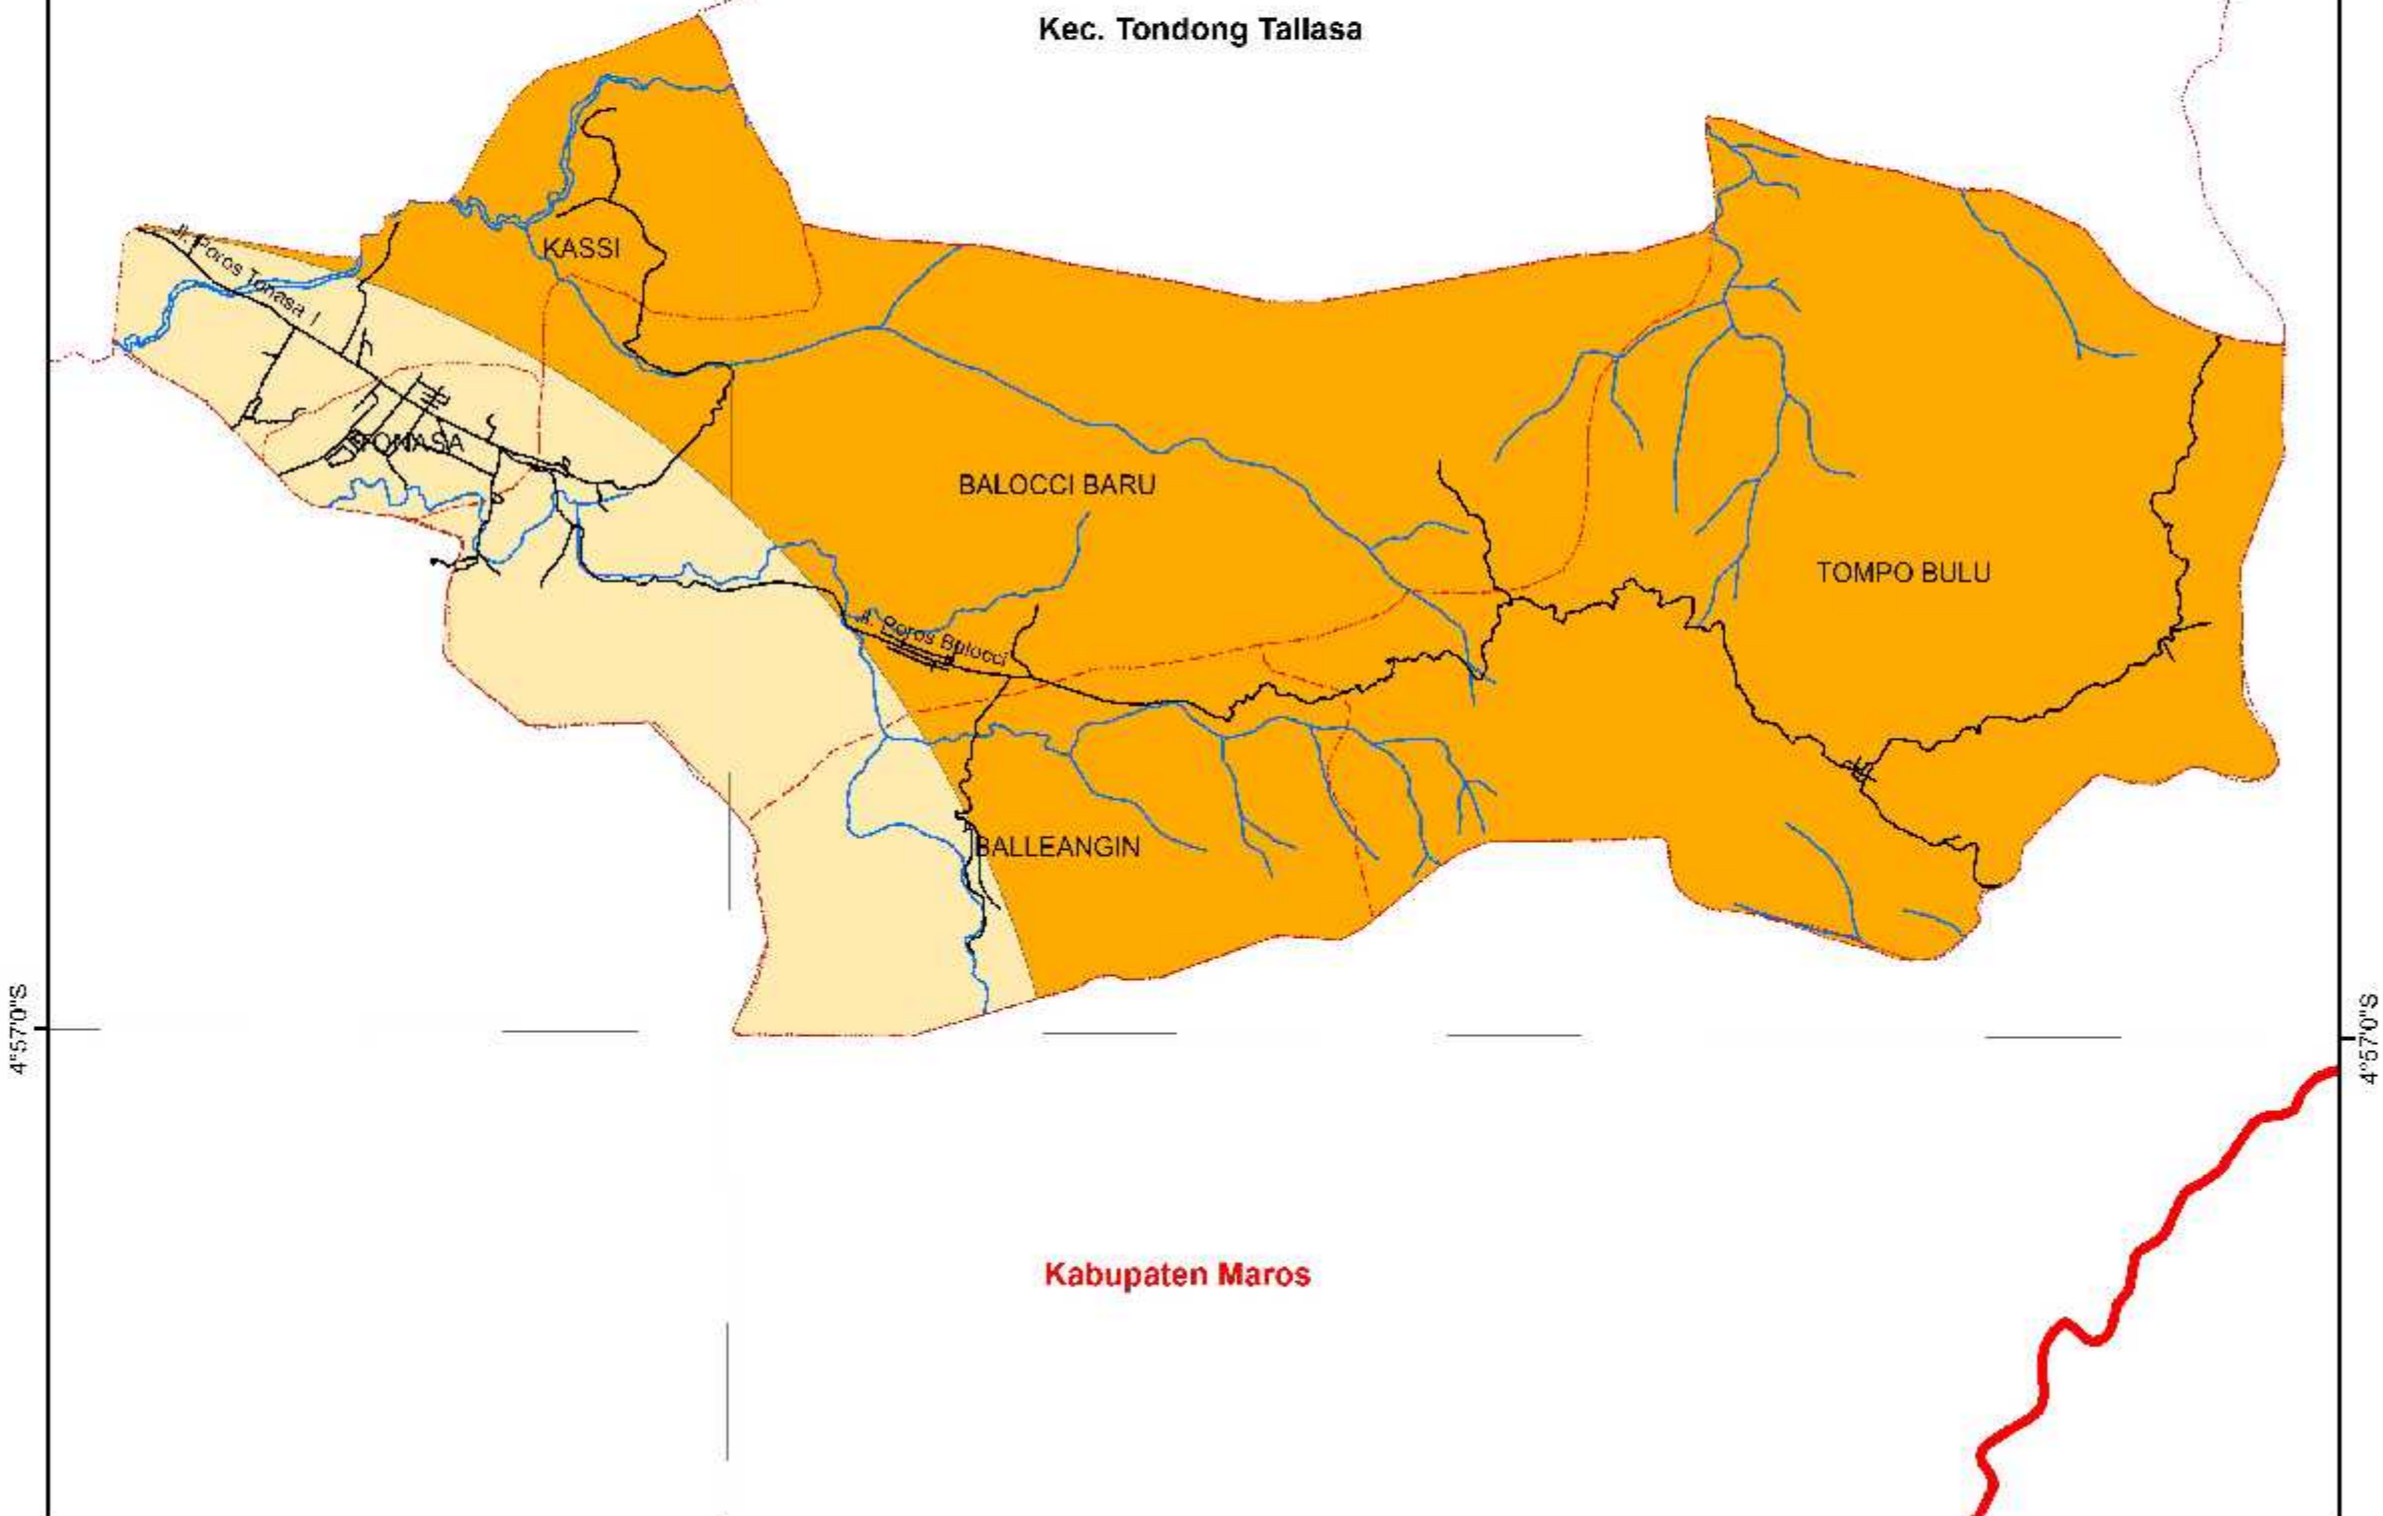 Kec. Tondong Tallasa
Jl. Poros Tonasa I
KASSI
TONASA
BALOCCI BARU
TOMPO BULU
Jl. Poros Balocci
BALLEANGIN
4°57'0"S
4°57'0"S
Kabupaten Maros